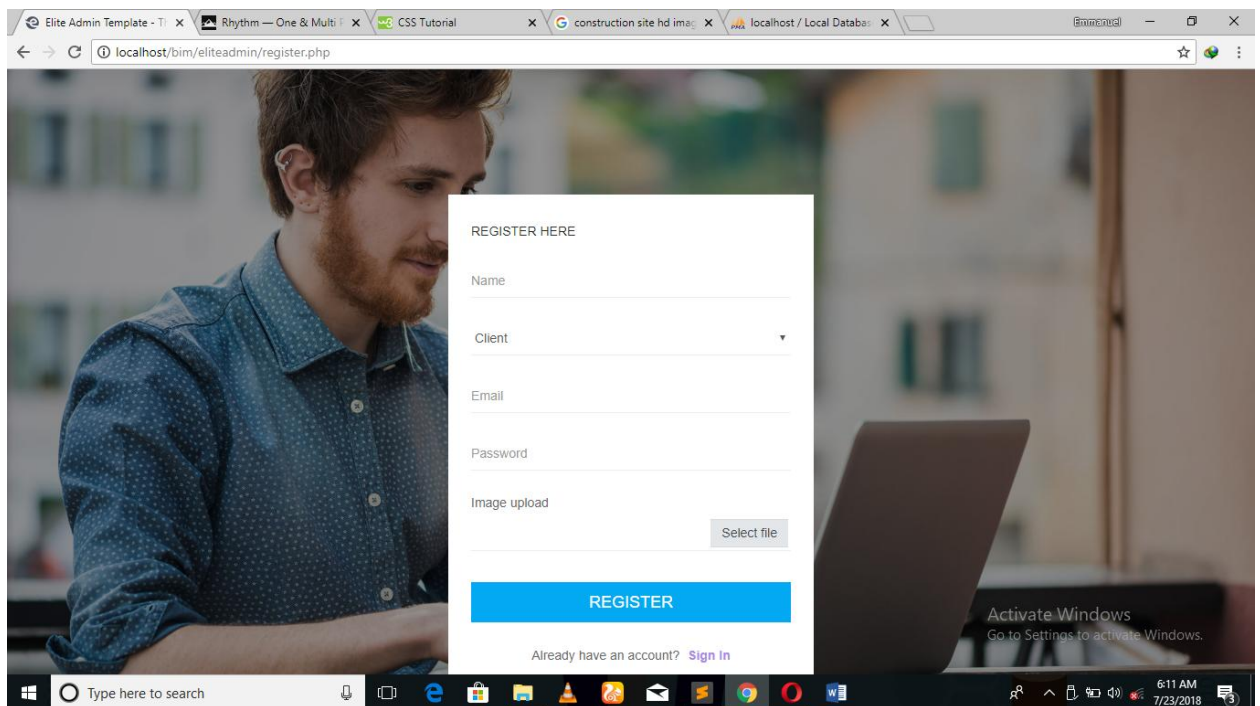 Elite Admin Template - Th
Rhythm — One & Multi P
CSS Tutorial
construction site hd imag
localhost / Local Databas
Emmanuel
localhost/bim/eliteadmin/register.php
REGISTER HERE
Name
Client
Email
Password
Image upload
Select file
REGISTER
Already have an account? Sign In
Activate Windows
Go to Settings to activate Windows.
Type here to search
6:11 AM
7/23/2018